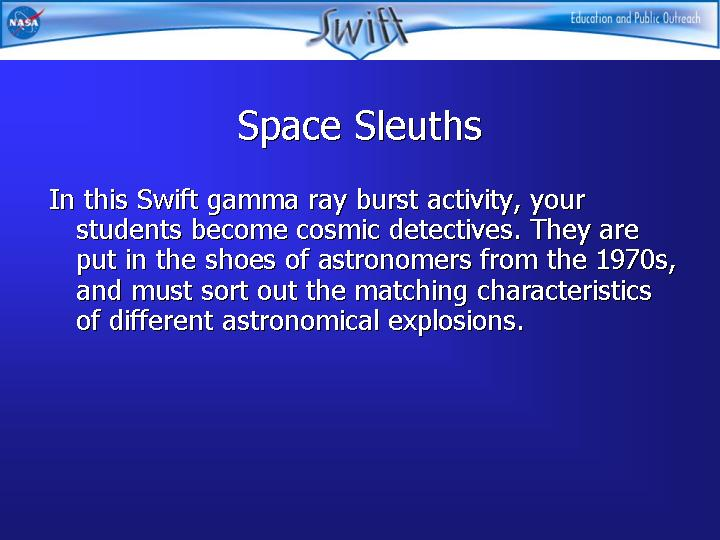 NASA
Swift
Education and Public Outreach
Space Sleuths
In this Swift gamma ray burst activity, your
students become cosmic detectives. They are
put in the shoes of astronomers from the 1970s,
and must sort out the matching characteristics
of different astronomical explosions.